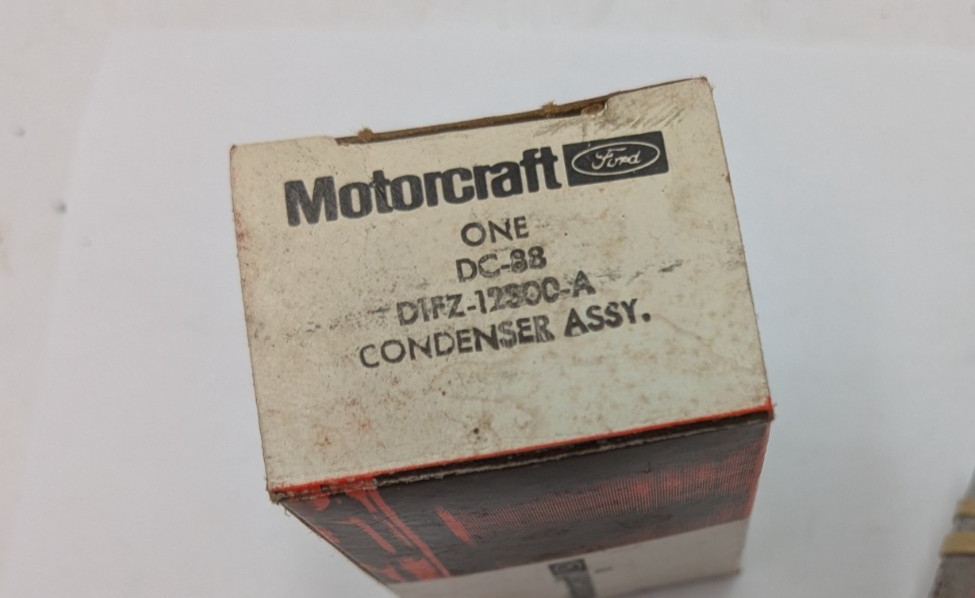 Motorcraft Ford
ONE
DC-88
D1FZ-12300-A
CONDENSER ASSY.